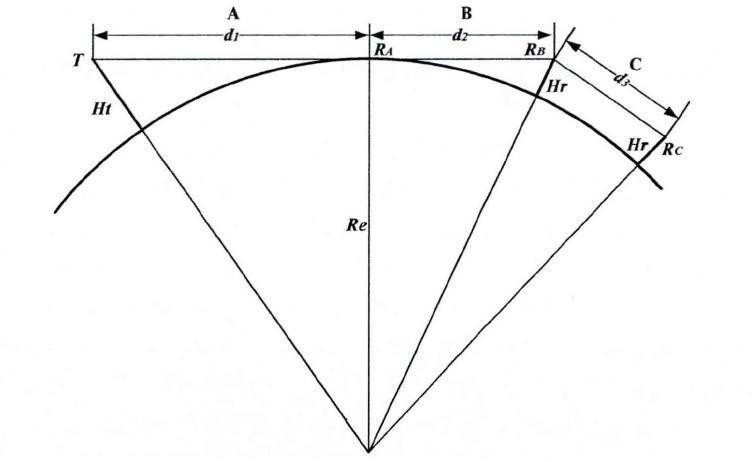 A B
d1 d2
T RA RB
C
d3
Ht Hr
Hr RC
Re